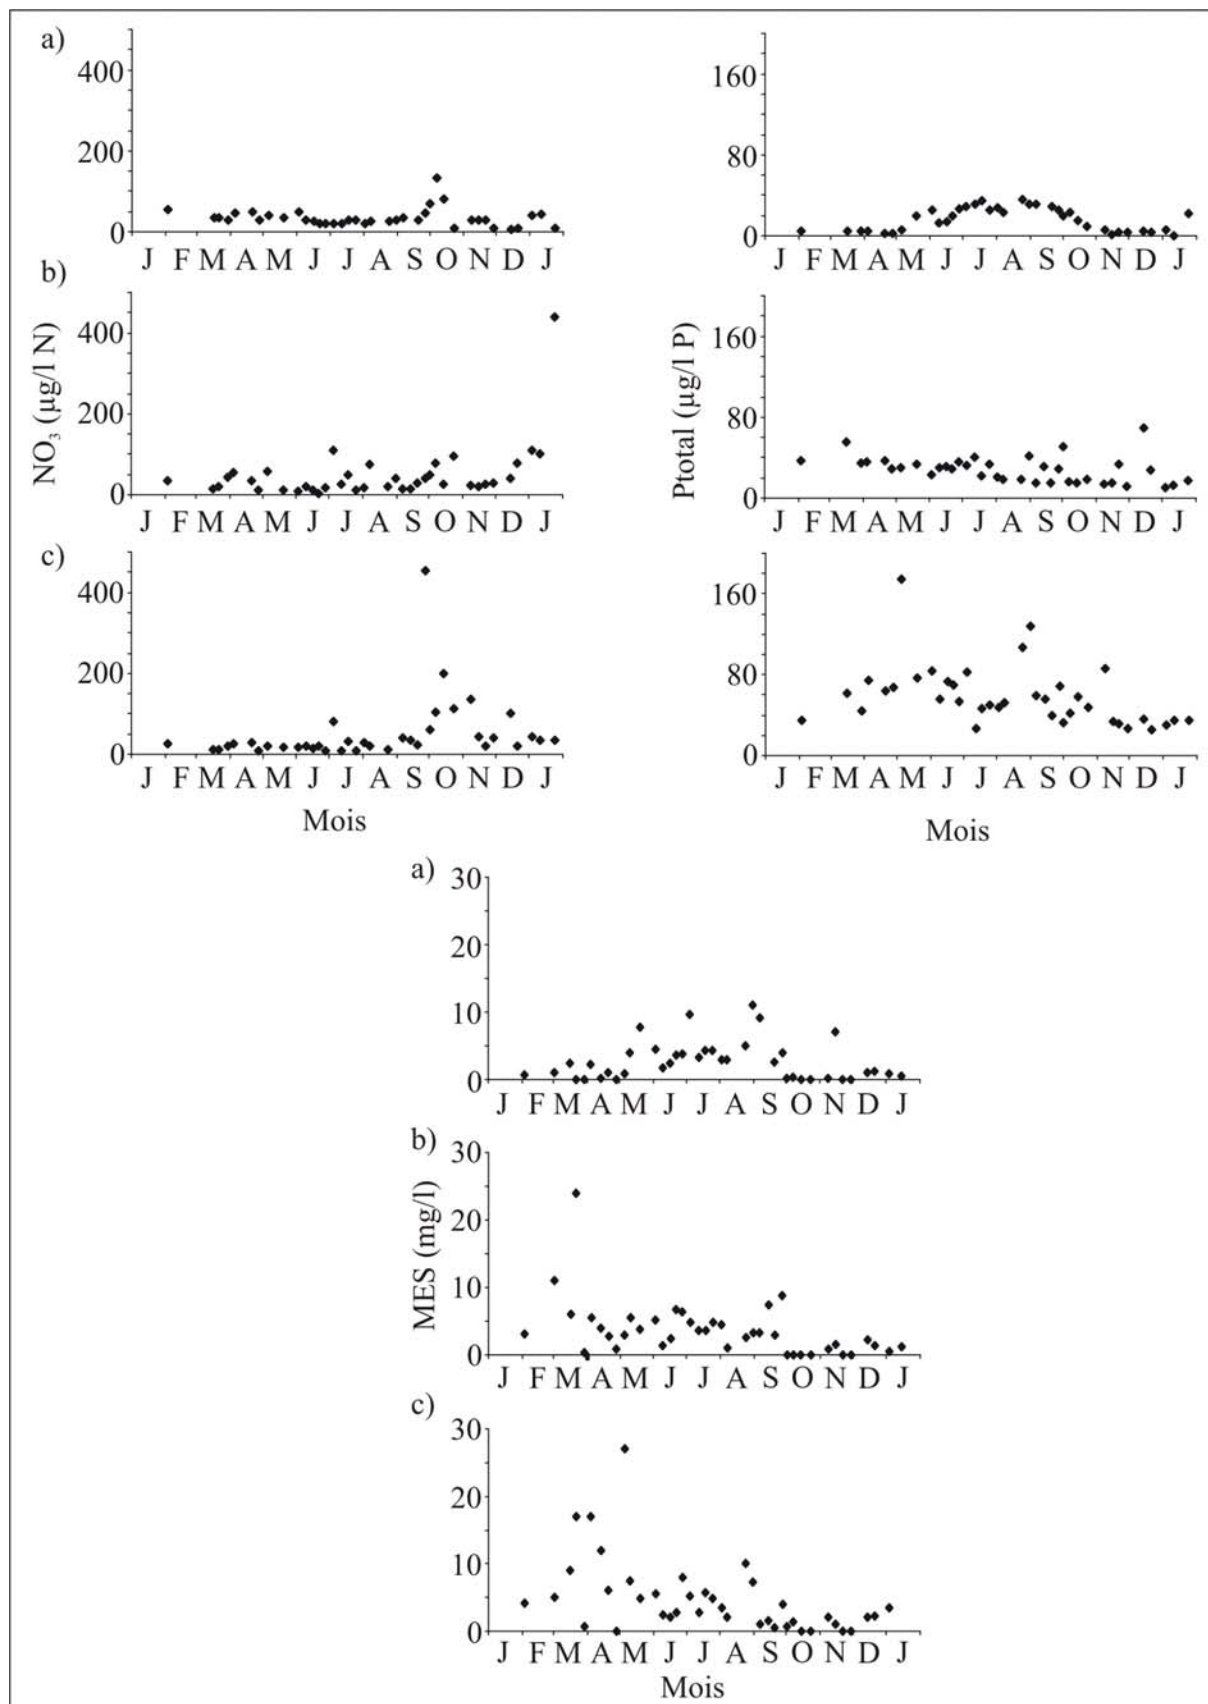 a)
400
200
0
J F M A M J J A S O N D J
160
80
0
J F M A M J J A S O N D J
b)
NO₃ (µg/l N)
400
200
0
J F M A M J J A S O N D J
Ptotal (µg/l P)
160
80
0
J F M A M J J A S O N D J
c)
400
200
0
J F M A M J J A S O N D J
Mois
160
80
0
J F M A M J J A S O N D J
Mois
a)
30
20
10
0
J F M A M J J A S O N D J
b)
MES (mg/l)
30
20
10
0
J F M A M J J A S O N D J
c)
30
20
10
0
J F M A M J J A S O N D J
Mois